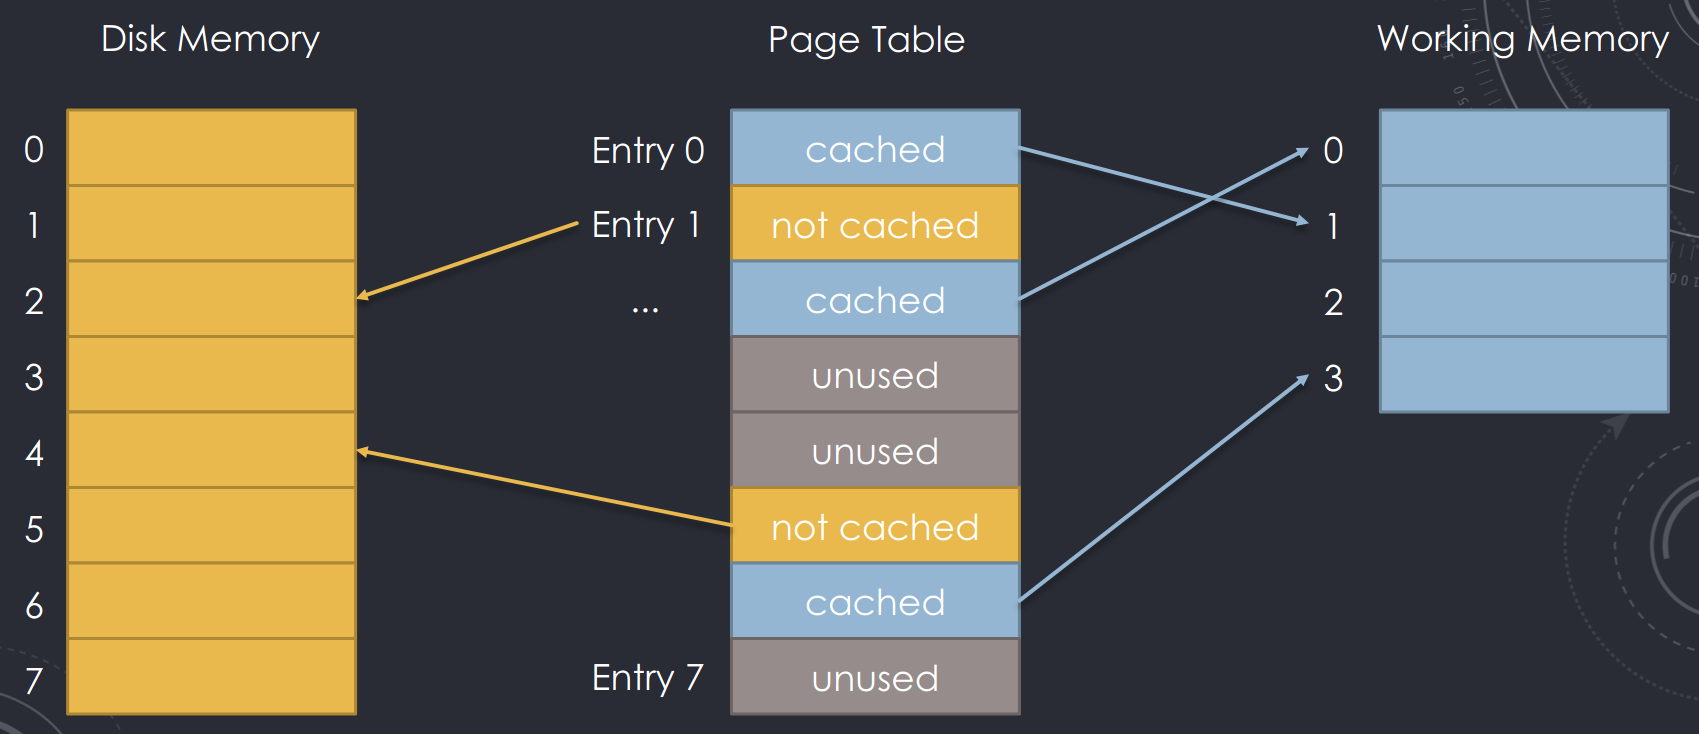 Disk Memory
Page Table
Working Memory
0
1
2
3
4
5
6
7
Entry 0
Entry 1
...
Entry 7
cached
not cached
cached
unused
unused
not cached
cached
unused
0
1
2
3